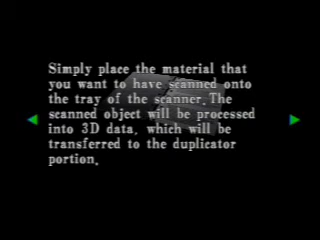 Simply place the material that
you want to have scanned onto
the tray of the scanner. The
scanned object will be processed
into 3D data, which will be
transferred to the duplicator
portion.